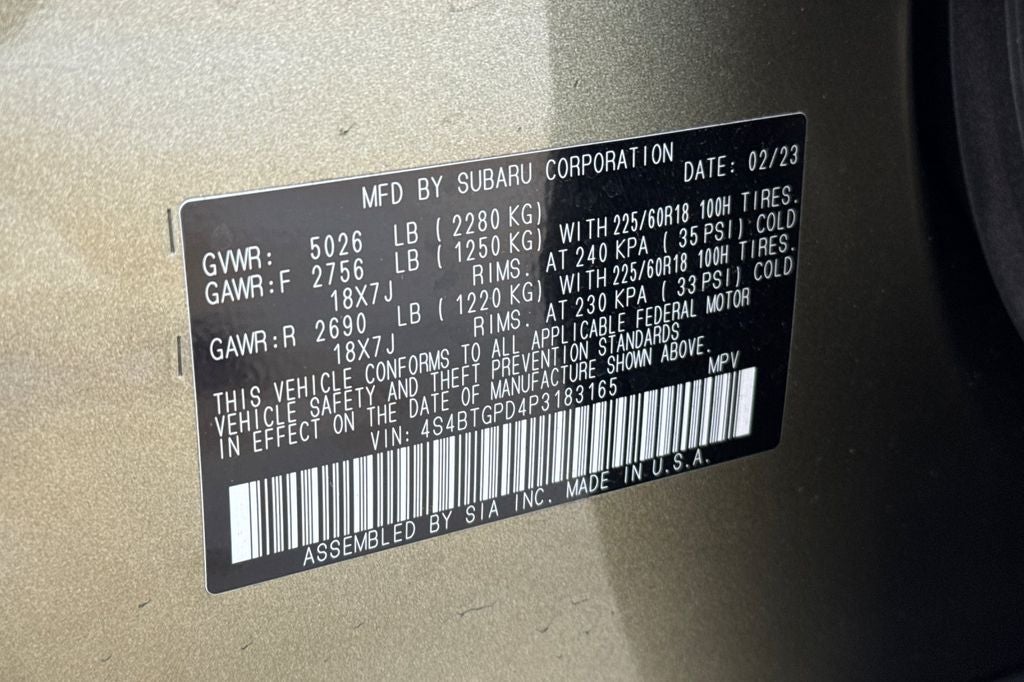 MFD BY SUBARU CORPORATION DATE: 02/23
GVWR: 5026 LB ( 2280 KG)
GAWR:F 2756 LB ( 1250 KG) WITH 225/60R18 100H TIRES.
18X7J RIMS. AT 240 KPA ( 35 PSI) COLD
GAWR:R 2690 LB ( 1220 KG) WITH 225/60R18 100H TIRES.
18X7J RIMS. AT 230 KPA ( 33 PSI) COLD
THIS VEHICLE CONFORMS TO ALL APPLICABLE FEDERAL MOTOR
VEHICLE SAFETY AND THEFT PREVENTION STANDARDS
IN EFFECT ON THE DATE OF MANUFACTURE SHOWN ABOVE.
VIN: 4S4BTGPD4P3183165 MPV
ASSEMBLED BY SIA INC. MADE IN U.S.A.